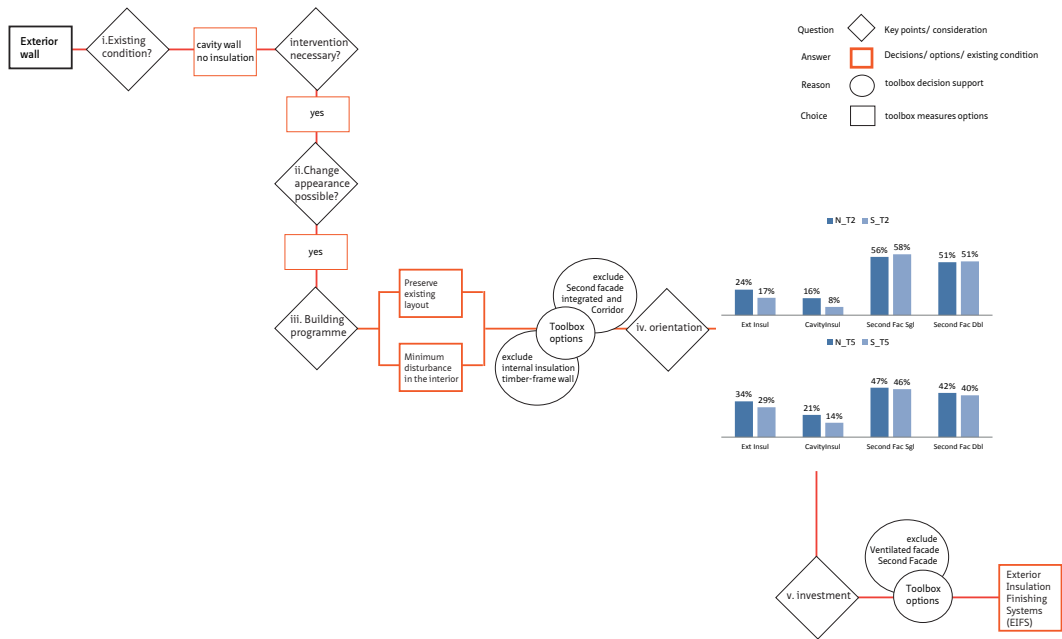 Exterior
wall
i.Existing
condition?
cavity wall
no insulation
intervention
necessary?
yes
ii.Change
appearance
possible?
yes
iii. Building
programme
Preserve
existing
layout
Minimum
disturbance
in the interior
exclude
Second facade
integrated and
Corridor
Toolbox
options
exclude
internal insulation
timber-frame wall
iv. orientation
Question
Key points/ consideration
Answer
Decisions/ options/ existing condition
Reason
toolbox decision support
Choice
toolbox measures options
N_T2 S_T2
24% 17% 16% 8% 56% 58% 51% 51%
Ext Insul CavityInsul Second Fac Sgl Second Fac Dbl
N_T5 S_T5
34% 29% 21% 14% 47% 46% 42% 40%
Ext Insul CavityInsul Second Fac Sgl Second Fac Dbl
v. investment
exclude
Ventilated facade
Second Facade
Toolbox
options
Exterior
Insulation
Finishing
Systems
(EIFS)